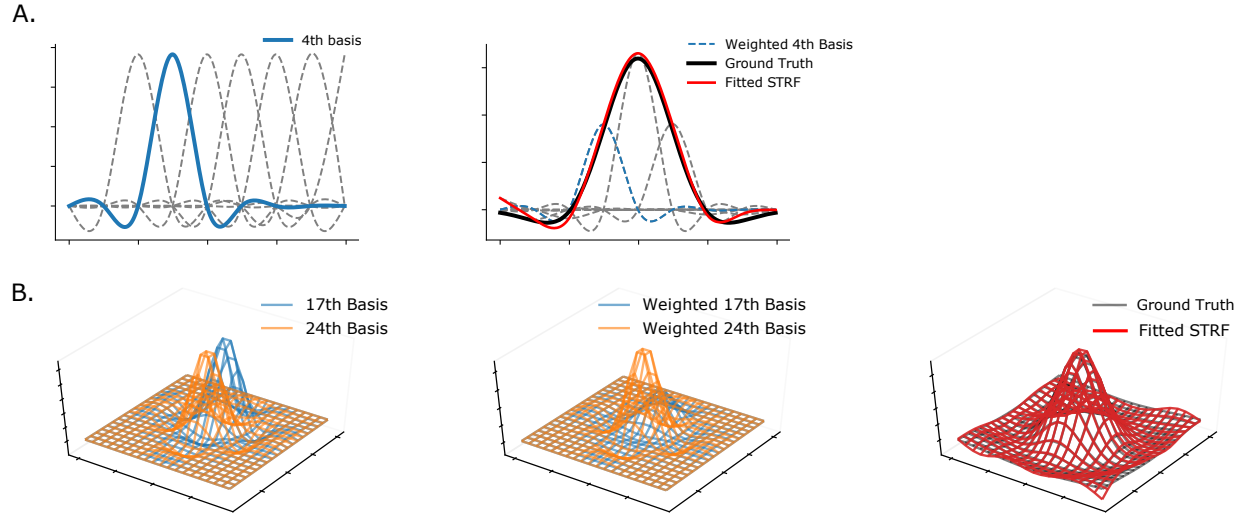 A.
4th basis
Weighted 4th Basis
Ground Truth
Fitted STRF
B.
17th Basis
24th Basis
Weighted 17th Basis
Weighted 24th Basis
Ground Truth
Fitted STRF